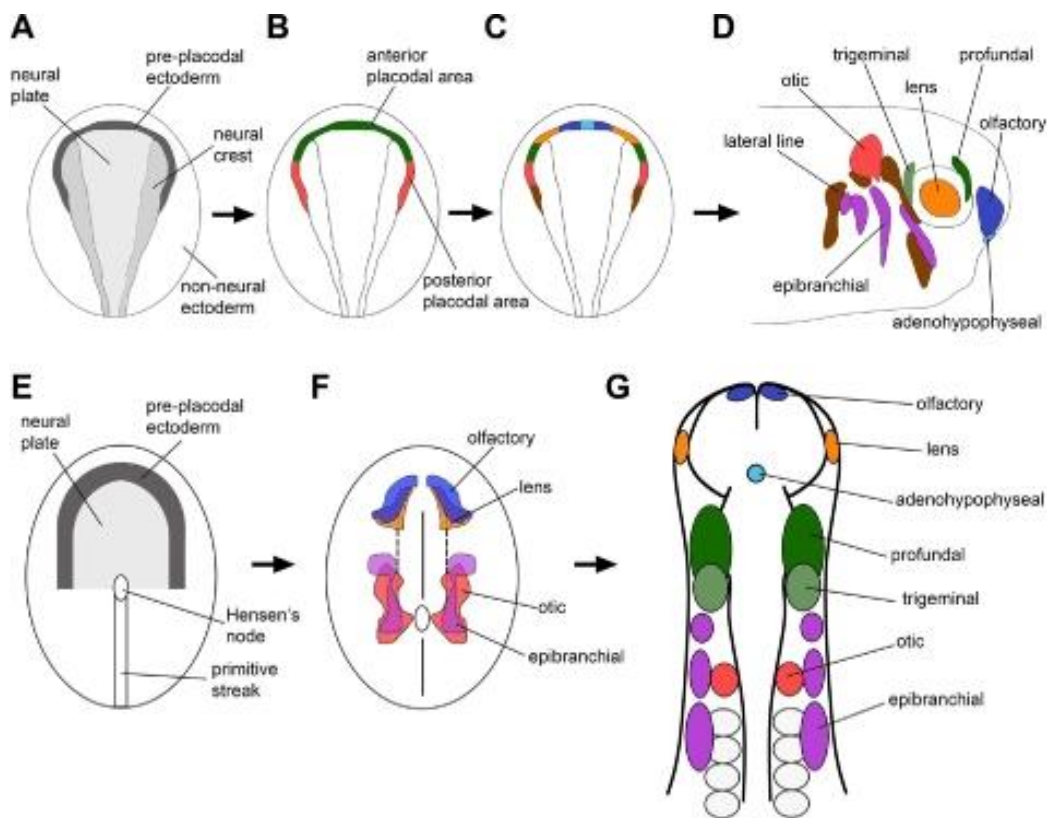 A
neural
plate
pre-placodal
ectoderm
neural
crest
non-neural
ectoderm
B
anterior
placodal area
posterior
placodal area
C
D
trigeminal
profundal
otic
lens
olfactory
lateral line
epibranchial
adenohypophyseal
E
pre-placodal
ectoderm
neural
plate
Hensen's
node
primitive
streak
F
olfactory
lens
otic
epibranchial
G
olfactory
lens
adenohypophyseal
profundal
trigeminal
otic
epibranchial